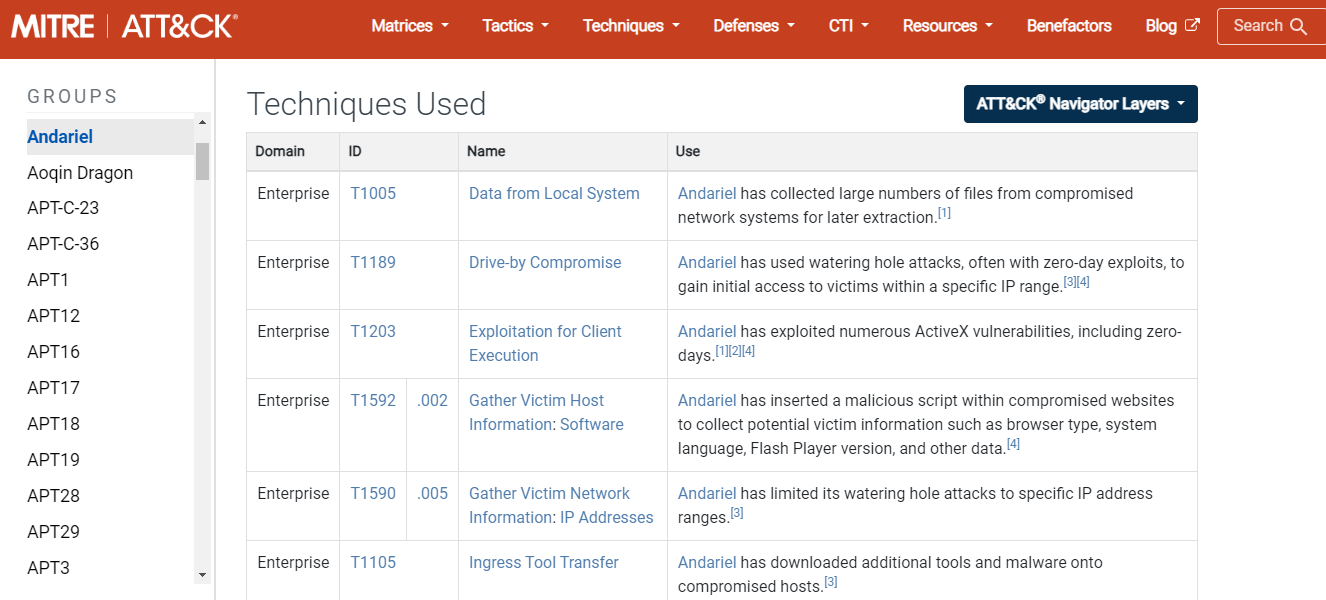 MITRE | ATT&CK®
Matrices Tactics Techniques Defenses CTI Resources Benefactors Blog Search
GROUPS
Andariel
Aoqin Dragon
APT-C-23
APT-C-36
APT1
APT12
APT16
APT17
APT18
APT19
APT28
APT29
APT3
Techniques Used
ATT&CK® Navigator Layers
Domain ID Name Use
Enterprise T1005 Data from Local System Andariel has collected large numbers of files from compromised
network systems for later extraction.[1]
Enterprise T1189 Drive-by Compromise Andariel has used watering hole attacks, often with zero-day exploits, to
gain initial access to victims within a specific IP range.[3][4]
Enterprise T1203 Exploitation for Client Andariel has exploited numerous ActiveX vulnerabilities, including zero-
Execution days.[1][2][4]
Enterprise T1592 .002 Gather Victim Host Andariel has inserted a malicious script within compromised websites
Information: Software to collect potential victim information such as browser type, system
language, Flash Player version, and other data.[4]
Enterprise T1590 .005 Gather Victim Network Andariel has limited its watering hole attacks to specific IP address
Information: IP Addresses ranges.[3]
Enterprise T1105 Ingress Tool Transfer Andariel has downloaded additional tools and malware onto
compromised hosts.[3]